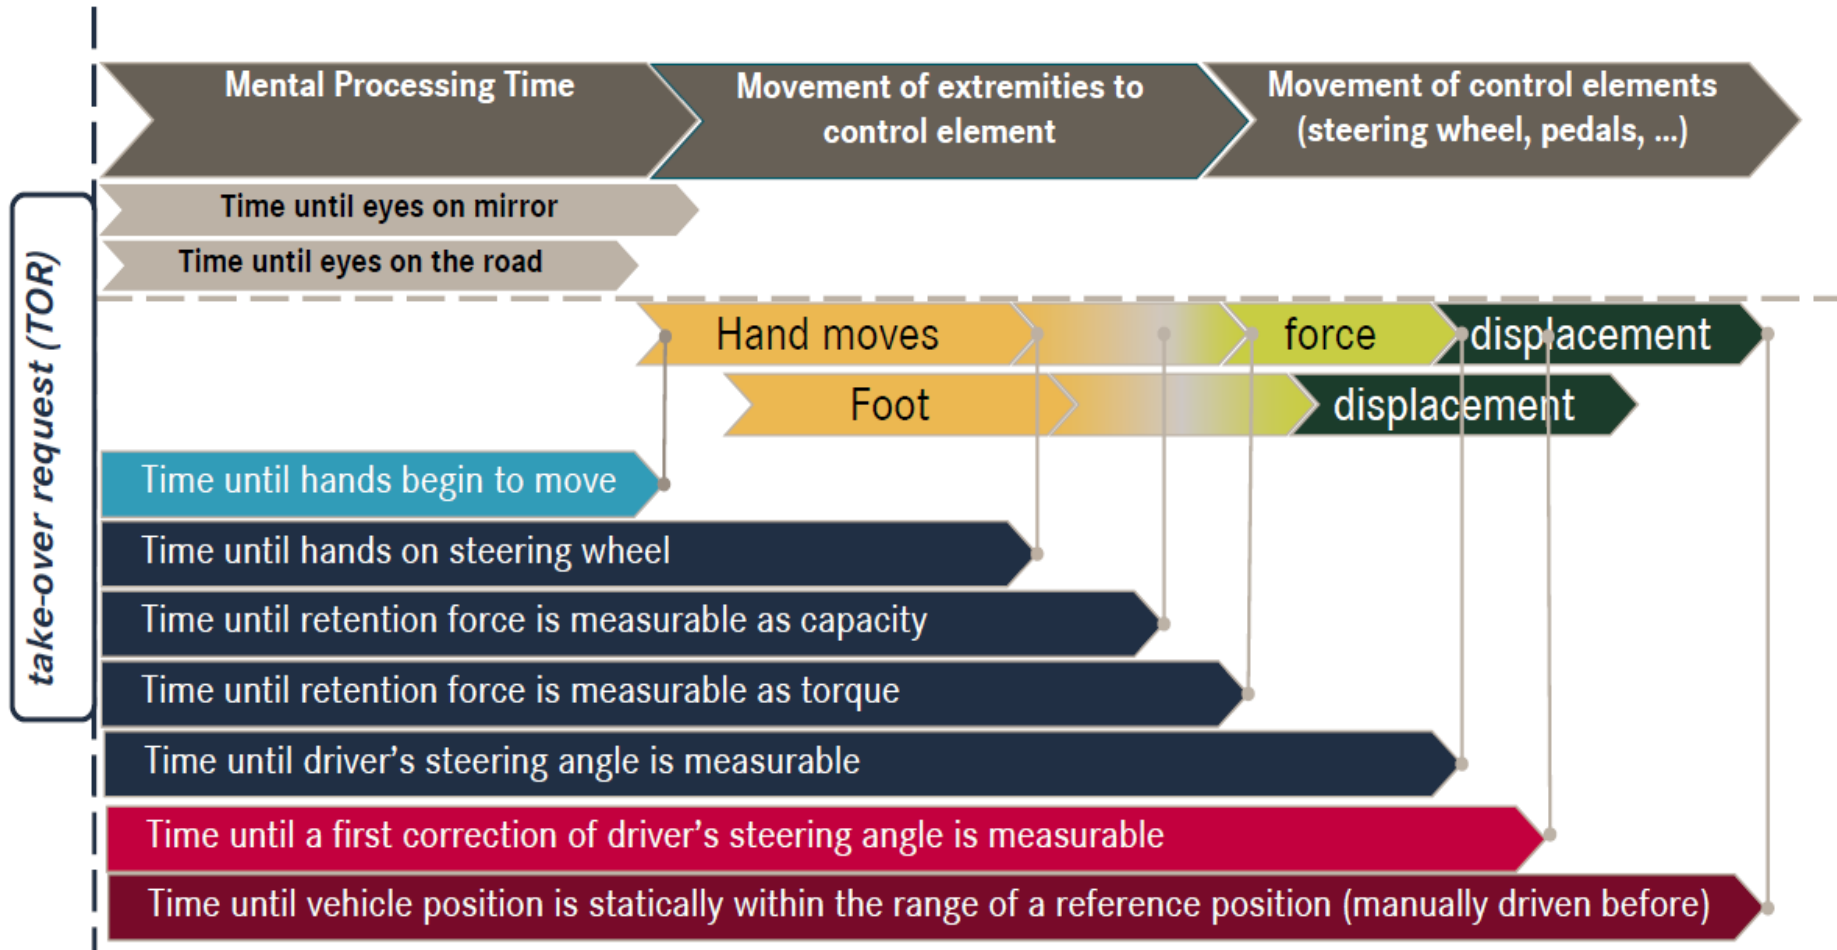 Mental Processing Time
Movement of extremities to
control element
Movement of control elements
(steering wheel, pedals, ...)
Time until eyes on mirror
Time until eyes on the road
take-over request (TOR)
Hand moves
force
displacement
Foot
displacement
Time until hands begin to move
Time until hands on steering wheel
Time until retention force is measurable as capacity
Time until retention force is measurable as torque
Time until driver's steering angle is measurable
Time until a first correction of driver's steering angle is measurable
Time until vehicle position is statically within the range of a reference position (manually driven before)